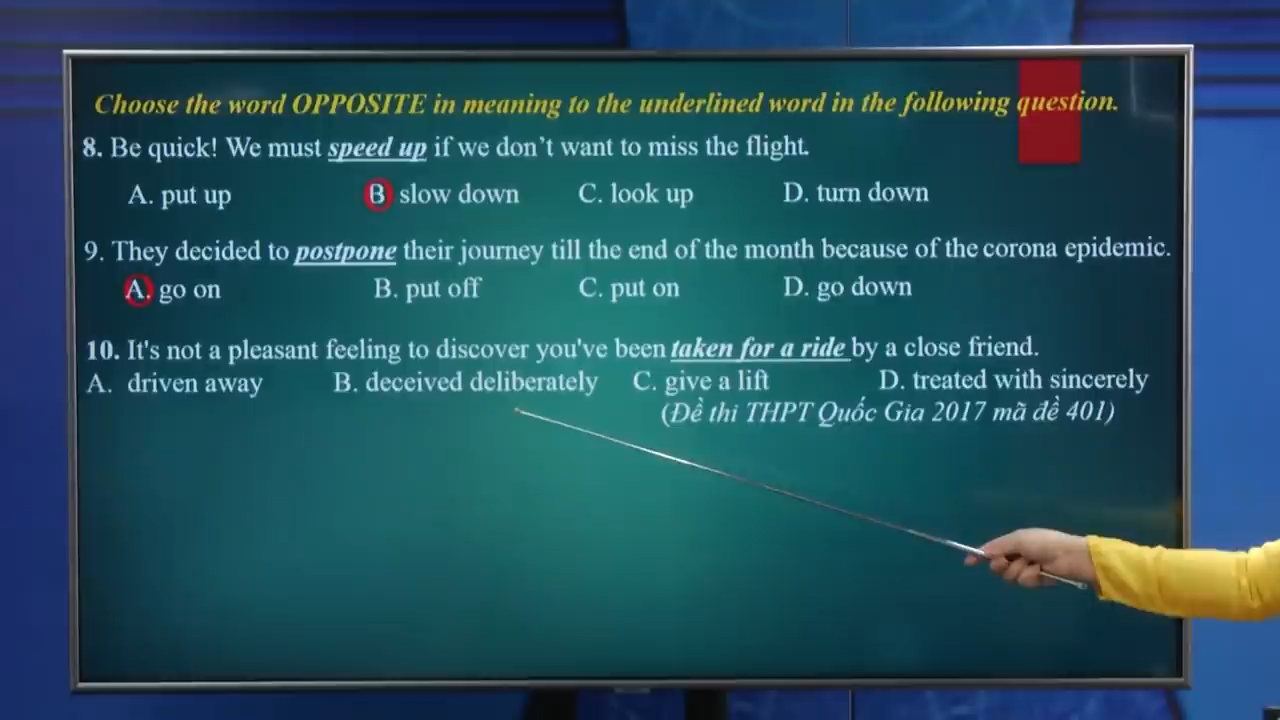 Choose the word OPPOSITE in meaning to the underlined word in the following question.
8. Be quick! We must speed up if we don't want to miss the flight.
A. put up B slow down C. look up D. turn down
9. They decided to postpone their journey till the end of the month because of the corona epidemic.
A. go on B. put off C. put on D. go down
10. It's not a pleasant feeling to discover you've been taken for a ride by a close friend.
A. driven away B. deceived deliberately C. give a lift D. treated with sincerely
(Đề thi THPT Quốc Gia 2017 mã đề 401)